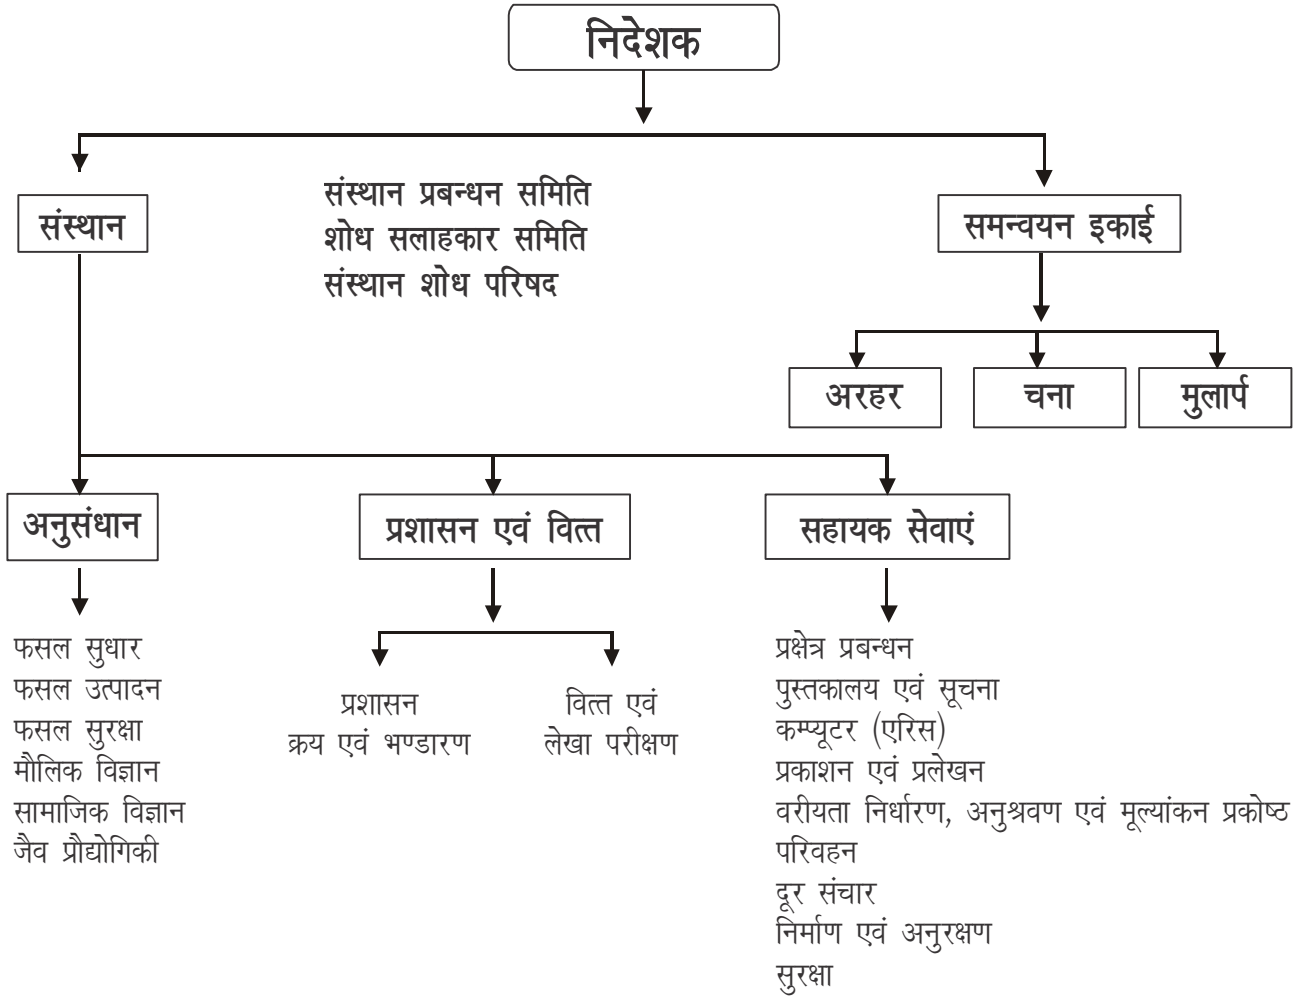 निदेशक
संस्थान
संस्थान प्रबन्धन समिति
शोध सलाहकार समिति
संस्थान शोध परिषद
समन्वयन इकाई
अरहर
चना
मुलार्प
अनुसंधान
प्रशासन एवं वित्त
सहायक सेवाएं
फसल सुधार
फसल उत्पादन
फसल सुरक्षा
मौलिक विज्ञान
सामाजिक विज्ञान
जैव प्रौद्योगिकी
प्रशासन
क्रय एवं भण्डारण
वित्त एवं
लेखा परीक्षण
प्रक्षेत्र प्रबन्धन
पुस्तकालय एवं सूचना
कम्प्यूटर (एरिस)
प्रकाशन एवं प्रलेखन
वरीयता निर्धारण, अनुश्रवण एवं मूल्यांकन प्रकोष्ठ
परिवहन
दूर संचार
निर्माण एवं अनुरक्षण
सुरक्षा